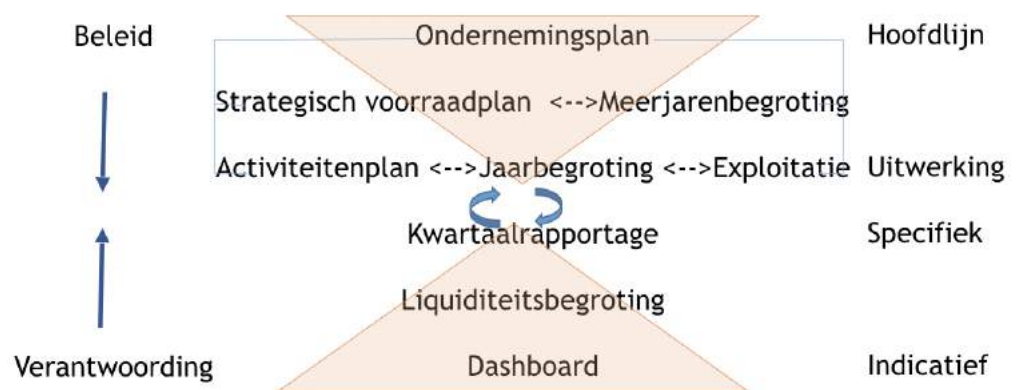 Beleid Ondernemingsplan Hoofdlijn
Strategisch voorraadplan <-->Meerjarenbegroting
Activiteitenplan <-->Jaarbegroting <-->Exploitatie Uitwerking
Kwartaalrapportage Specifiek
Liquiditeitsbegroting
Verantwoording Dashboard Indicatief